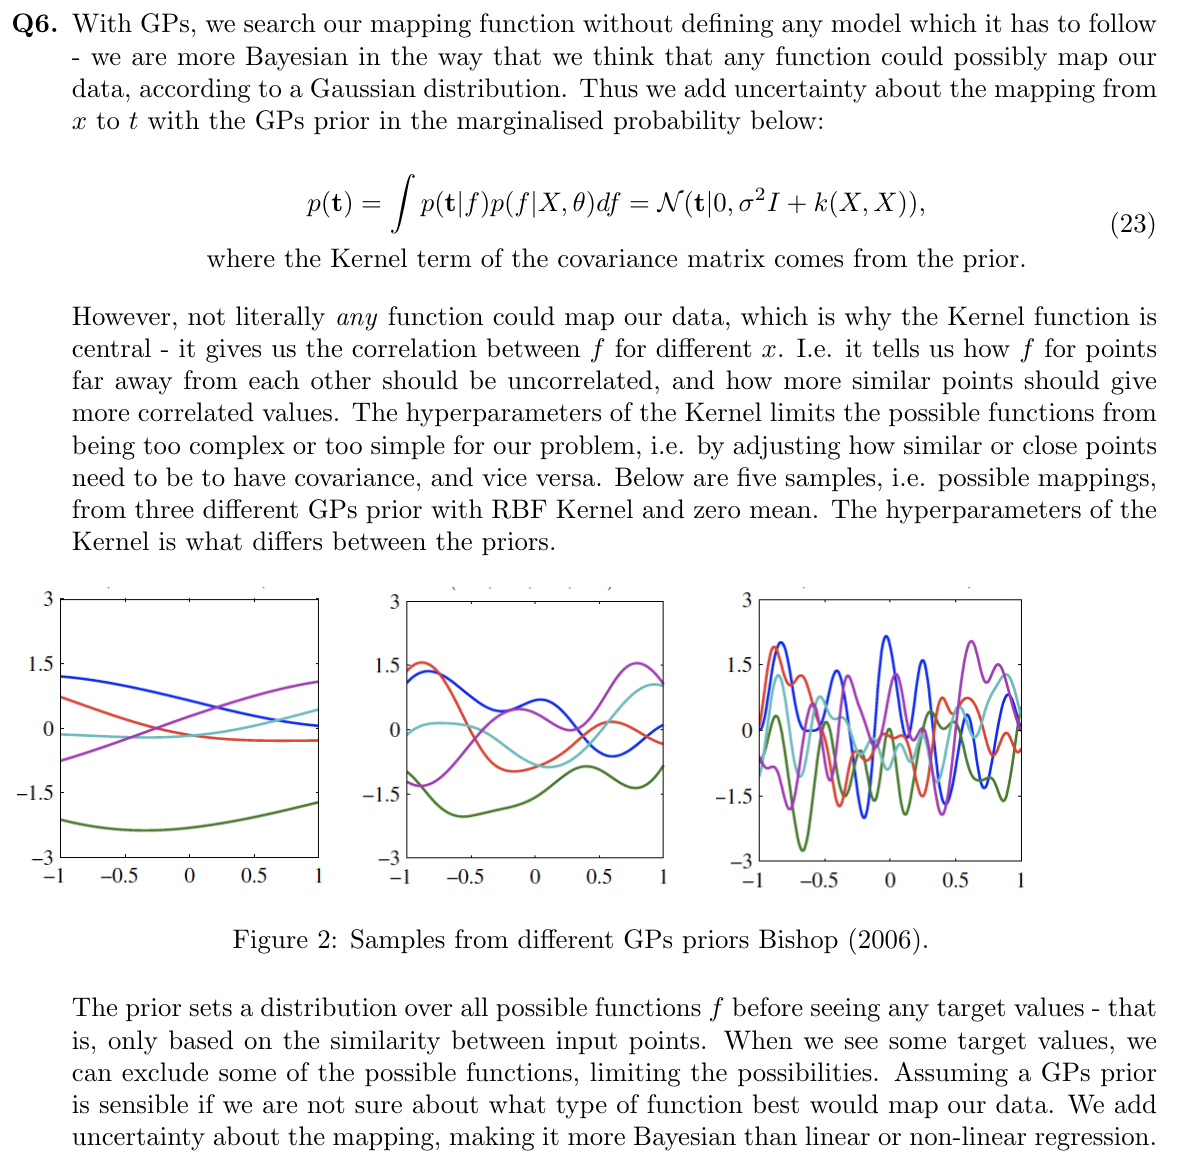 Q6. With GPs, we search our mapping function without defining any model which it has to follow
- we are more Bayesian in the way that we think that any function could possibly map our
data, according to a Gaussian distribution. Thus we add uncertainty about the mapping from
x to t with the GPs prior in the marginalised probability below:
p(t) = ∫ p(t|f)p(f|X, θ)df = 𝒩(t|0, σ²I + k(X, X)),
(23)
where the Kernel term of the covariance matrix comes from the prior.
However, not literally any function could map our data, which is why the Kernel function is
central - it gives us the correlation between f for different x. I.e. it tells us how f for points
far away from each other should be uncorrelated, and how more similar points should give
more correlated values. The hyperparameters of the Kernel limits the possible functions from
being too complex or too simple for our problem, i.e. by adjusting how similar or close points
need to be to have covariance, and vice versa. Below are five samples, i.e. possible mappings,
from three different GPs prior with RBF Kernel and zero mean. The hyperparameters of the
Kernel is what differs between the priors.
3
1.5
0
−1.5
−3
−1 −0.5 0 0.5 1
3
1.5
0
−1.5
−3
−1 −0.5 0 0.5 1
3
1.5
0
−1.5
−3
−1 −0.5 0 0.5 1
Figure 2: Samples from different GPs priors Bishop (2006).
The prior sets a distribution over all possible functions f before seeing any target values - that
is, only based on the similarity between input points. When we see some target values, we
can exclude some of the possible functions, limiting the possibilities. Assuming a GPs prior
is sensible if we are not sure about what type of function best would map our data. We add
uncertainty about the mapping, making it more Bayesian than linear or non-linear regression.